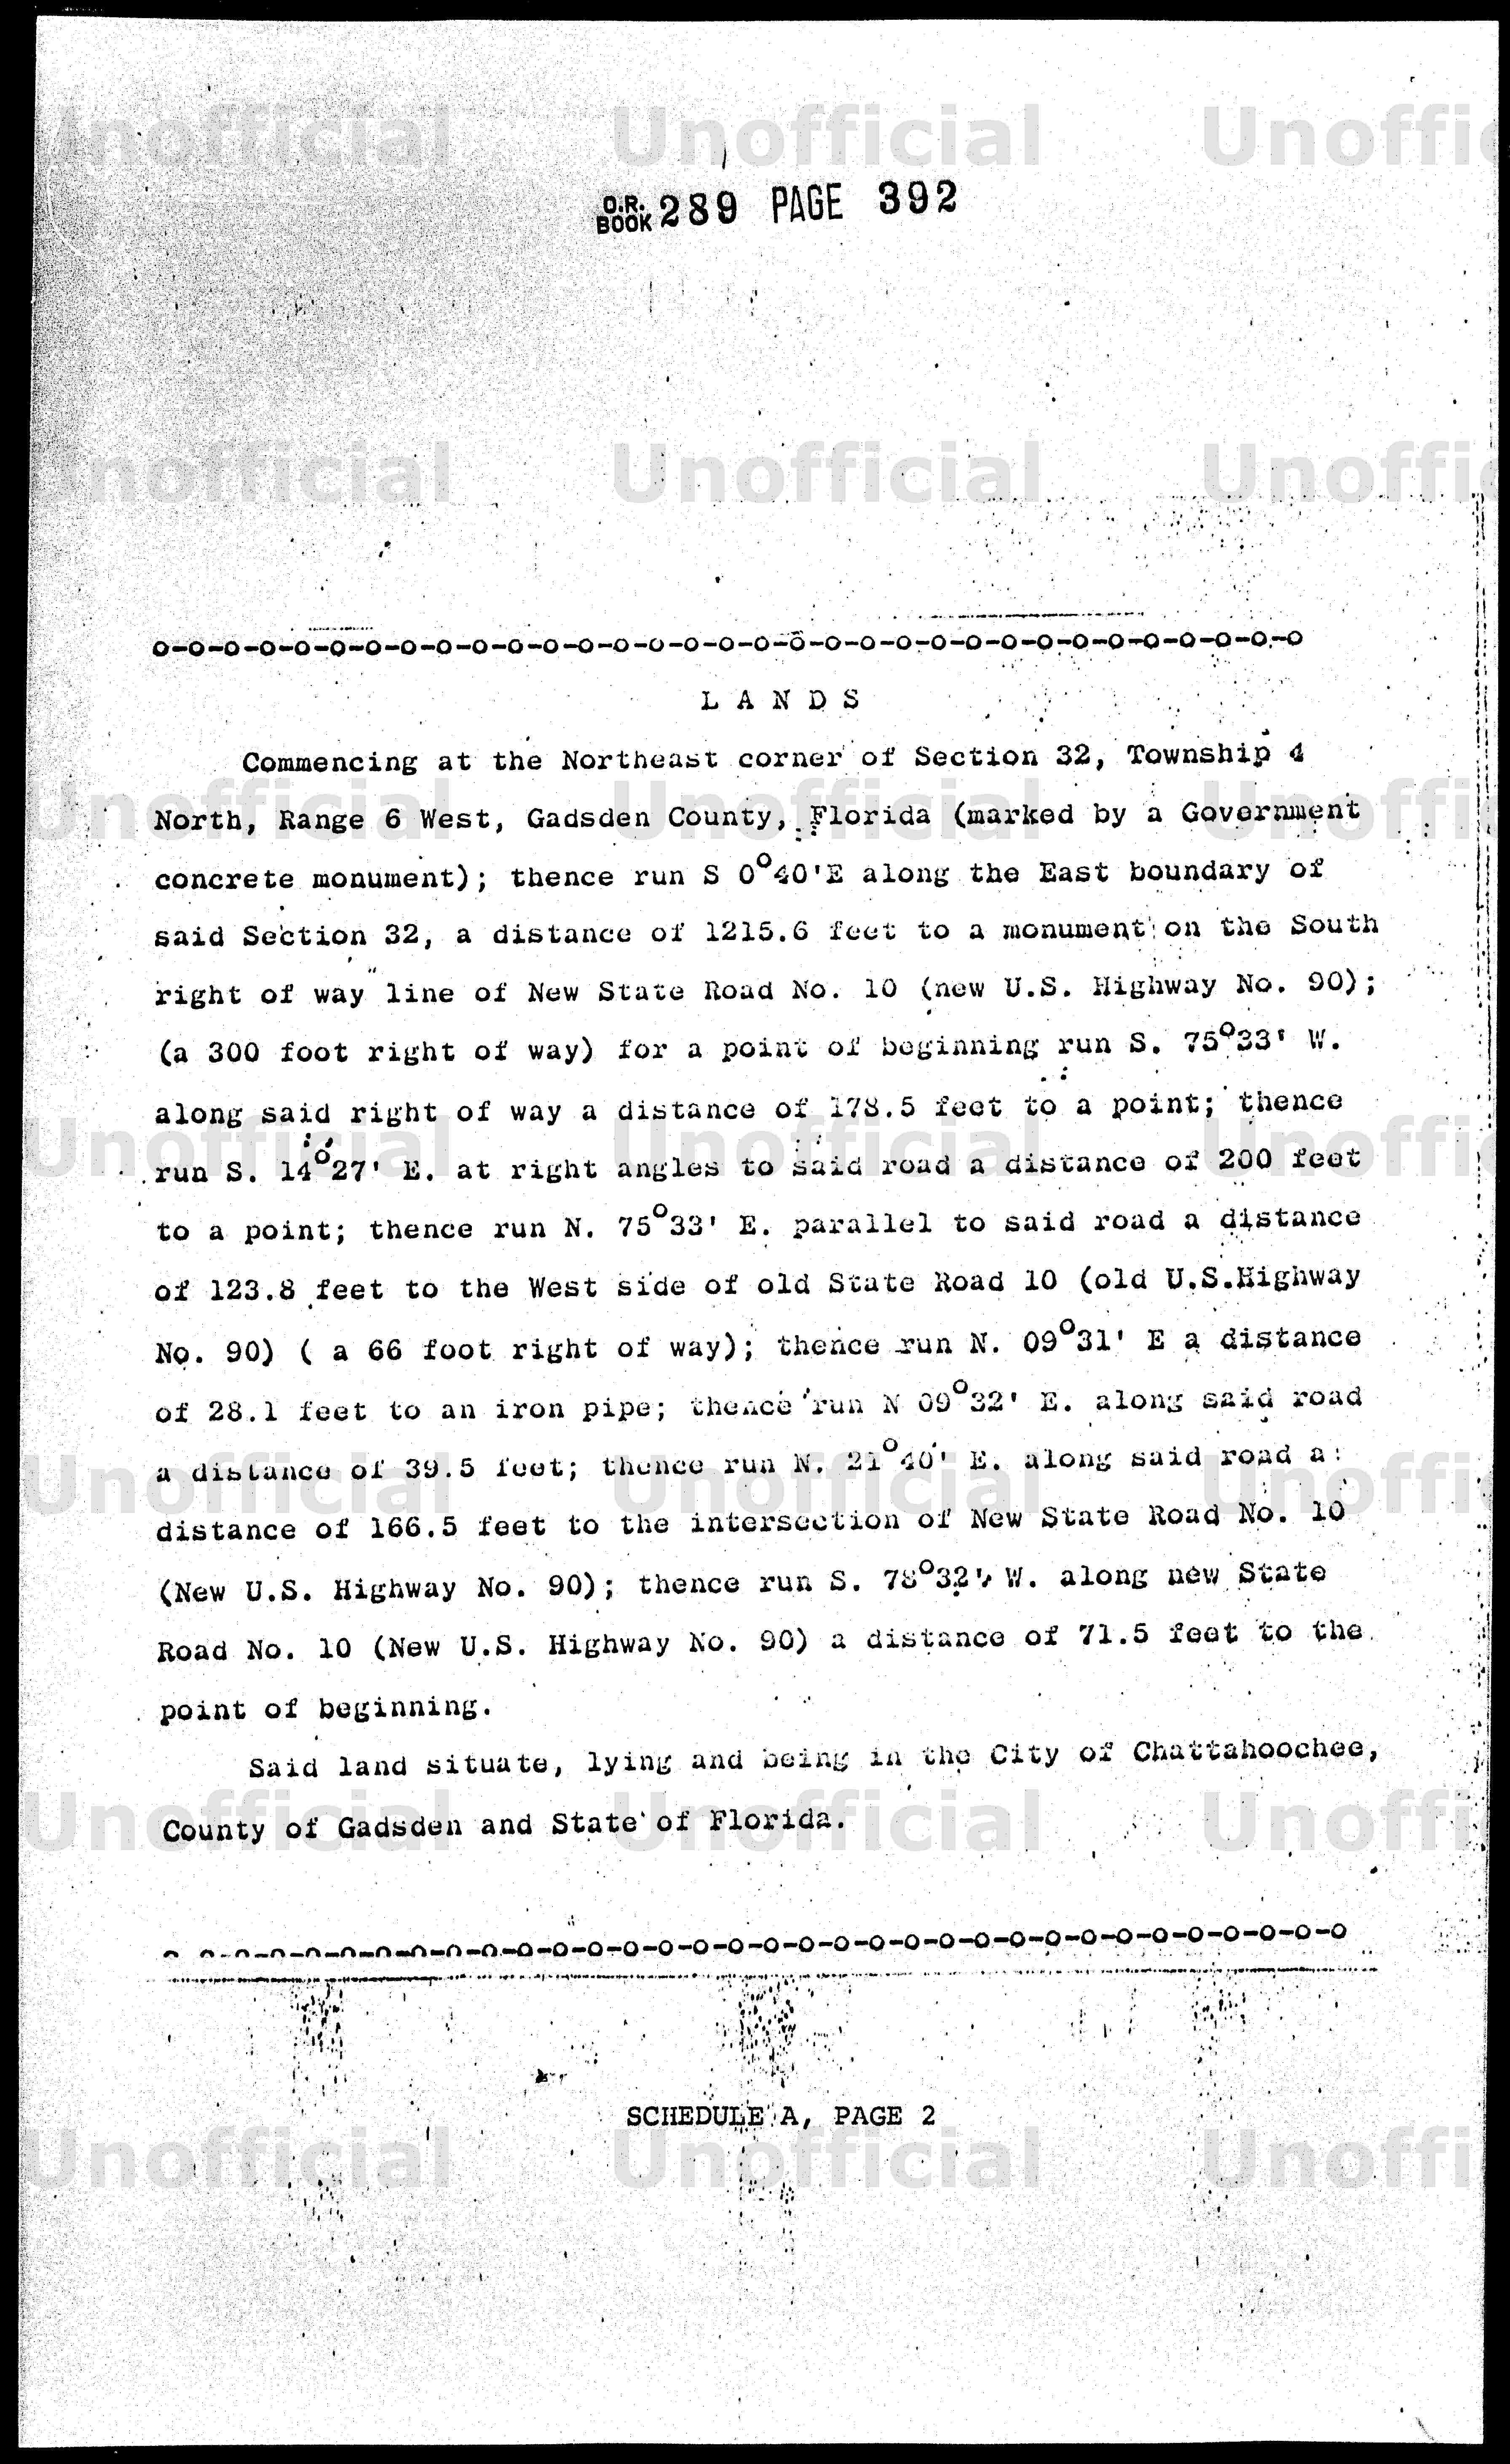 Unofficial Unofficial Unoffic
O.R. BOOK 289 PAGE 392
Unofficial Unofficial Unoffic
o-o-o-o-o-o-o-o-o-o-o-o-o-o-o-o-o-o-o-o-o-o-o-o-o-o-o-o-o-o-o-o-o
L A N D S
Commencing at the Northeast corner of Section 32, Township 4
North, Range 6 West, Gadsden County, Florida (marked by a Government
concrete monument); thence run S 0°40'E along the East boundary of
said Section 32, a distance of 1215.6 feet to a monument on the South
right of way line of New State Road No. 10 (new U.S. Highway No. 90);
(a 300 foot right of way) for a point of beginning run S. 75°33' W.
along said right of way a distance of 178.5 feet to a point; thence
run S. 14°27' E. at right angles to said road a distance of 200 feet
to a point; thence run N. 75°33' E. parallel to said road a distance
of 123.8 feet to the West side of old State Road 10 (old U.S.Highway
No. 90) ( a 66 foot right of way); thence run N. 09°31' E a distance
of 28.1 feet to an iron pipe; thence run N 09°32' E. along said road
a distance of 39.5 feet; thence run N. 21°40' E. along said road a
distance of 166.5 feet to the intersection of New State Road No. 10
(New U.S. Highway No. 90); thence run S. 78°32' W. along new State
Road No. 10 (New U.S. Highway No. 90) a distance of 71.5 feet to the
point of beginning.
Said land situate, lying and being in the City of Chattahoochee,
County of Gadsden and State of Florida.
o o-o-o-o-o-o-o-o-o-o-o-o-o-o-o-o-o-o-o-o-o-o-o-o-o-o-o-o-o-o-o-o-o
SCHEDULE A, PAGE 2
Unofficial Unofficial Unoffi